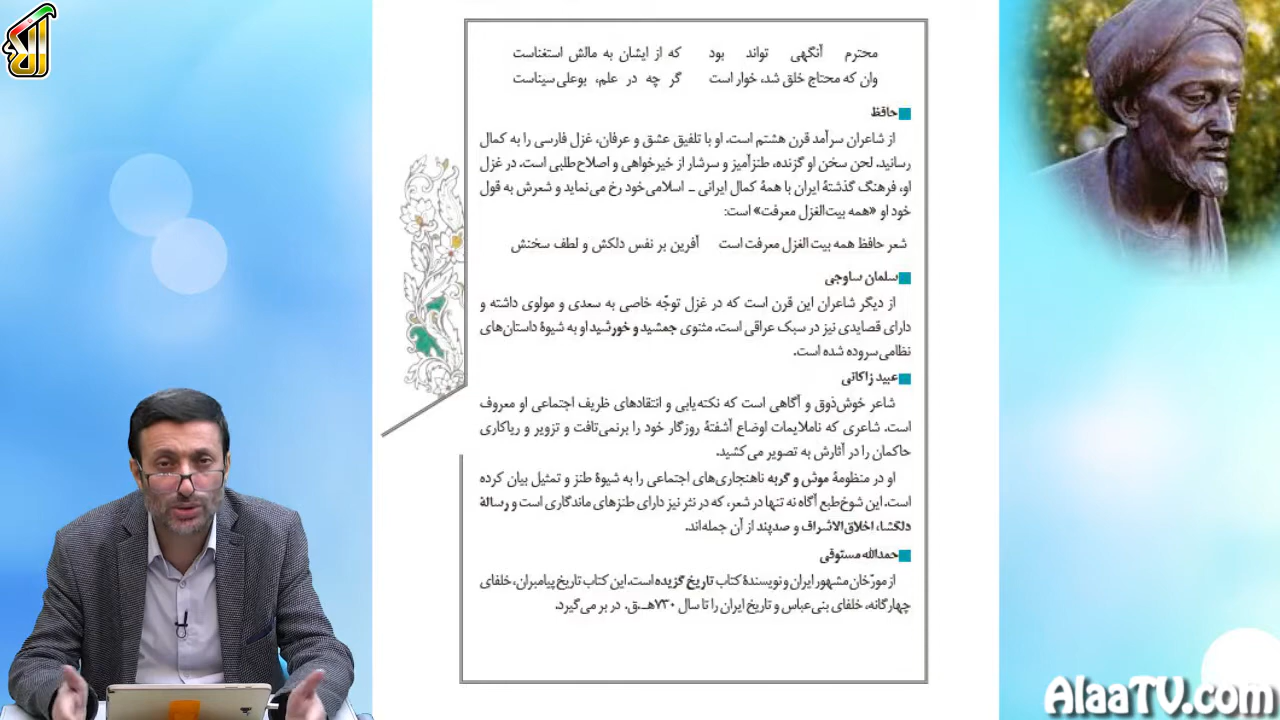 محترم آنگهی تواند بود که از ایشان به مالش استغناست
وان که محتاج خلق شد، خوار است گر چه در علم، بوعلی سیناست
حافظ
از شاعران سرآمد قرن هشتم است. او با تلفیق عشق و عرفان، غزل فارسی را به کمال
رسانید. لحن سخن او گزنده، طنزآمیز و سرشار از خیرخواهی و اصلاح‌طلبی است. در غزل
او، فرهنگ گذشتهٔ ایران با همهٔ کمال ایرانی ـ اسلامی‌خود رخ می‌نماید و شعرش به قول
خود او «همه بیت‌الغزل معرفت» است:
شعر حافظ همه بیت الغزل معرفت است آفرین بر نفس دلکش و لطف سخنش
سلمان ساوجی
از دیگر شاعران این قرن است که در غزل توجّه خاصی به سعدی و مولوی داشته و
دارای قصایدی نیز در سبک عراقی است. مثنوی جمشید و خورشید او به شیوهٔ داستان‌های
نظامی سروده شده است.
عبید زاکانی
شاعر خوش‌ذوق و آگاهی است که نکته‌یابی و انتقادهای ظریف اجتماعی او معروف
است. شاعری که ناملایمات اوضاع آشفتهٔ روزگار خود را برنمی‌تافت و تزویر و ریاکاری
حاکمان را در آثارش به تصویر می‌کشید.
او در منظومهٔ موش و گربه ناهنجاری‌های اجتماعی را به شیوهٔ طنز و تمثیل بیان کرده
است. این شوخ‌طبع آگاه نه تنها در شعر، که در نثر نیز دارای طنزهای ماندگاری است و رسالهٔ
دلگشا، اخلاق‌الاشراف و صدپند از آن جمله‌اند.
حمدالله مستوفی
از مورّخان مشهور ایران و نویسندهٔ کتاب تاریخ گزیده است. این کتاب تاریخ پیامبران، خلفای
چهارگانه، خلفای بنی‌عباس و تاریخ ایران را تا سال ۷۳۰هـ.ق. در بر می‌گیرد.
AlaaTV.com